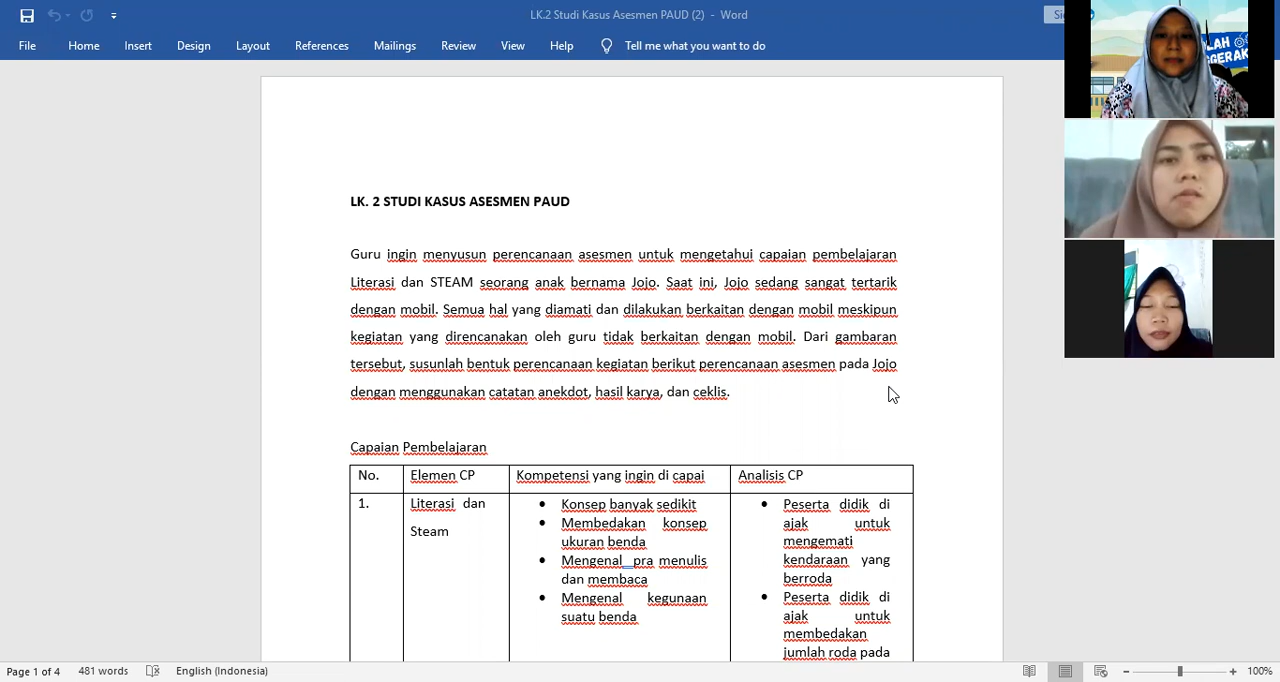 LK.2 Studi Kasus Asesmen PAUD (2) - Word
File Home Insert Design Layout References Mailings Review View Help Tell me what you want to do
LK. 2 STUDI KASUS ASESMEN PAUD
Guru ingin menyusun perencanaan asesmen untuk mengetahui capaian pembelajaran
Literasi dan STEAM seorang anak bernama Jojo. Saat ini, Jojo sedang sangat tertarik
dengan mobil. Semua hal yang diamati dan dilakukan berkaitan dengan mobil meskipun
kegiatan yang direncanakan oleh guru tidak berkaitan dengan mobil. Dari gambaran
tersebut, susunlah bentuk perencanaan kegiatan berikut perencanaan asesmen pada Jojo
dengan menggunakan catatan anekdot, hasil karya, dan ceklis.
Capaian Pembelajaran
No. Elemen CP Kompetensi yang ingin di capai Analisis CP
1. Literasi dan
Steam
• Konsep banyak sedikit
• Membedakan konsep
ukuran benda
• Mengenal pra menulis
dan membaca
• Mengenal kegunaan
suatu benda
• Peserta didik di
ajak untuk
mengemati
kendaraan yang
berroda
• Peserta didik di
ajak untuk
membedakan
jumlah roda pada
Page 1 of 4 481 words English (Indonesia) 100%